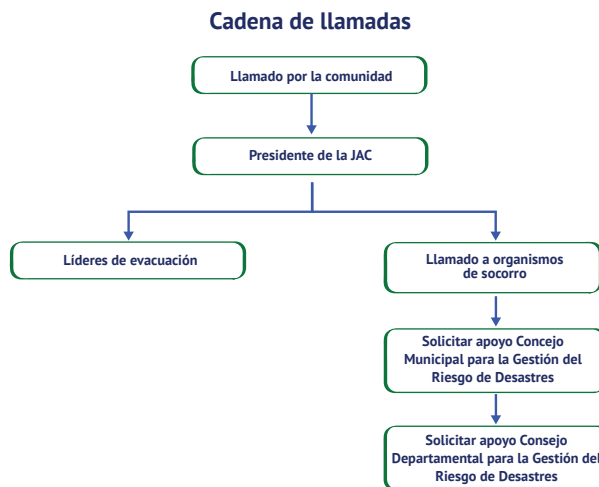 Cadena de llamadas
Llamado por la comunidad
Presidente de la JAC
Líderes de evacuación
Llamado a organismos
de socorro
Solicitar apoyo Concejo
Municipal para la Gestión del
Riesgo de Desastres
Solicitar apoyo Consejo
Departamental para la Gestión del
Riesgo de Desastres